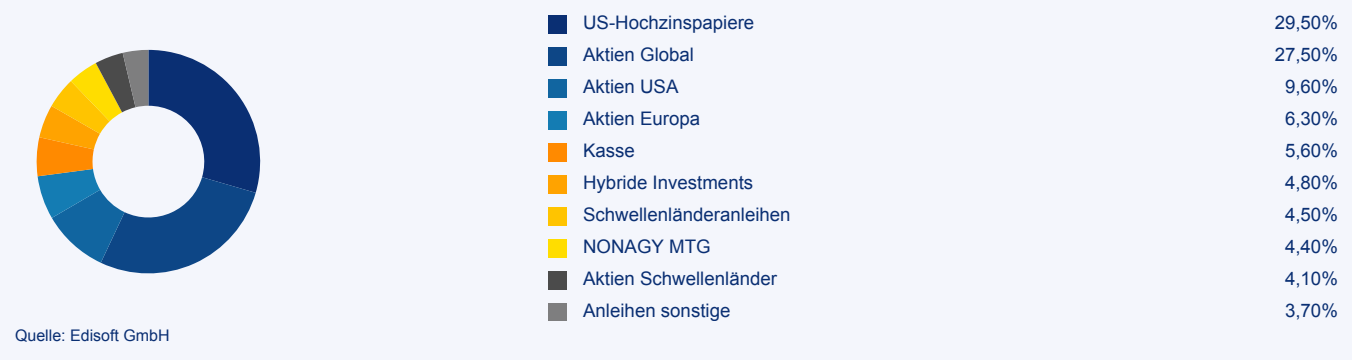 US-Hochzinspapiere 29,50%
Aktien Global 27,50%
Aktien USA 9,60%
Aktien Europa 6,30%
Kasse 5,60%
Hybride Investments 4,80%
Schwellenländeranleihen 4,50%
NONAGY MTG 4,40%
Aktien Schwellenländer 4,10%
Anleihen sonstige 3,70%
Quelle: Edisoft GmbH